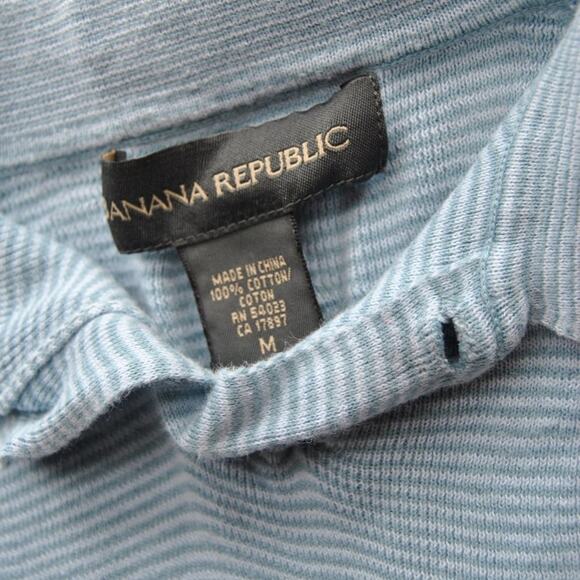 BANANA REPUBLIC
MADE IN CHINA
100% COTTON/
COTON
RN 54023
CA 17897
M